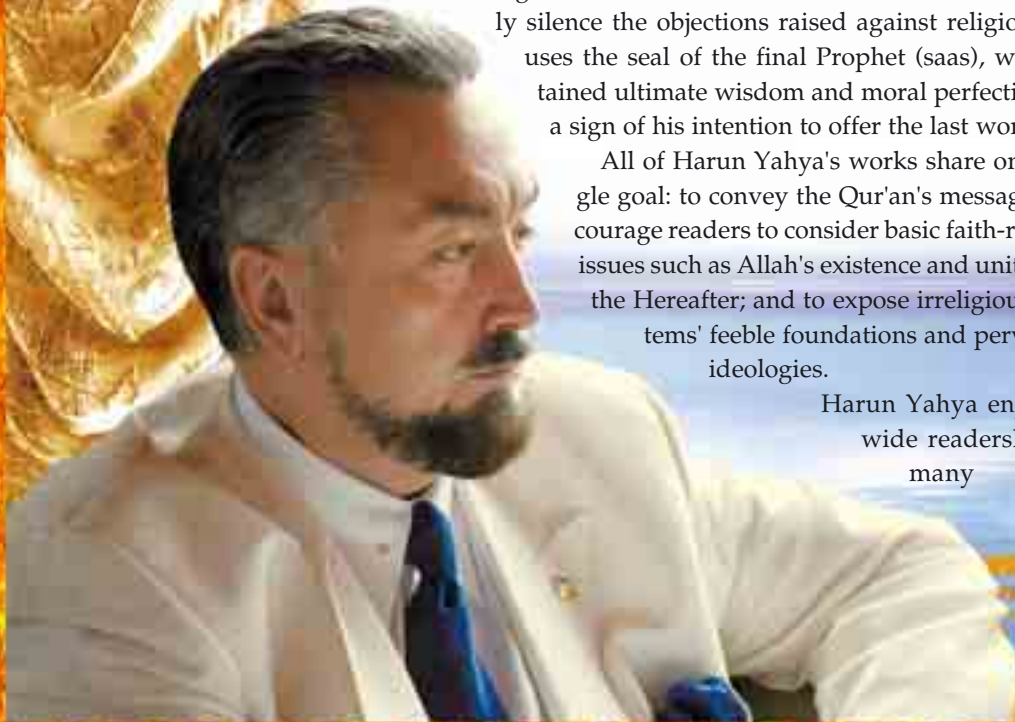 ly silence the objections raised against religio
uses the seal of the final Prophet (saas), w
tained ultimate wisdom and moral perfecti
a sign of his intention to offer the last wor
All of Harun Yahya's works share on
gle goal: to convey the Qur'an's messag
courage readers to consider basic faith-r
issues such as Allah's existence and unit
the Hereafter; and to expose irreligiou
tems' feeble foundations and perv
ideologies.
Harun Yahya en
wide readersh
many